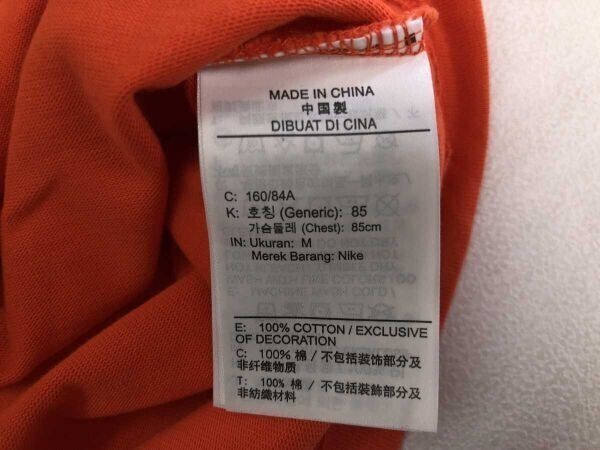 MADE IN CHINA
中国製
DIBUAT DI CINA
C: 160/84A
K: 호칭 (Generic): 85
가슴둘레 (Chest): 85cm
IN: Ukuran: M
Merek Barang: Nike
E: 100% COTTON / EXCLUSIVE
OF DECORATION
C: 100% 棉 / 不包括装饰部分及
非纤维物质
T: 100% 棉 / 不包括裝飾部分及
非紡織材料